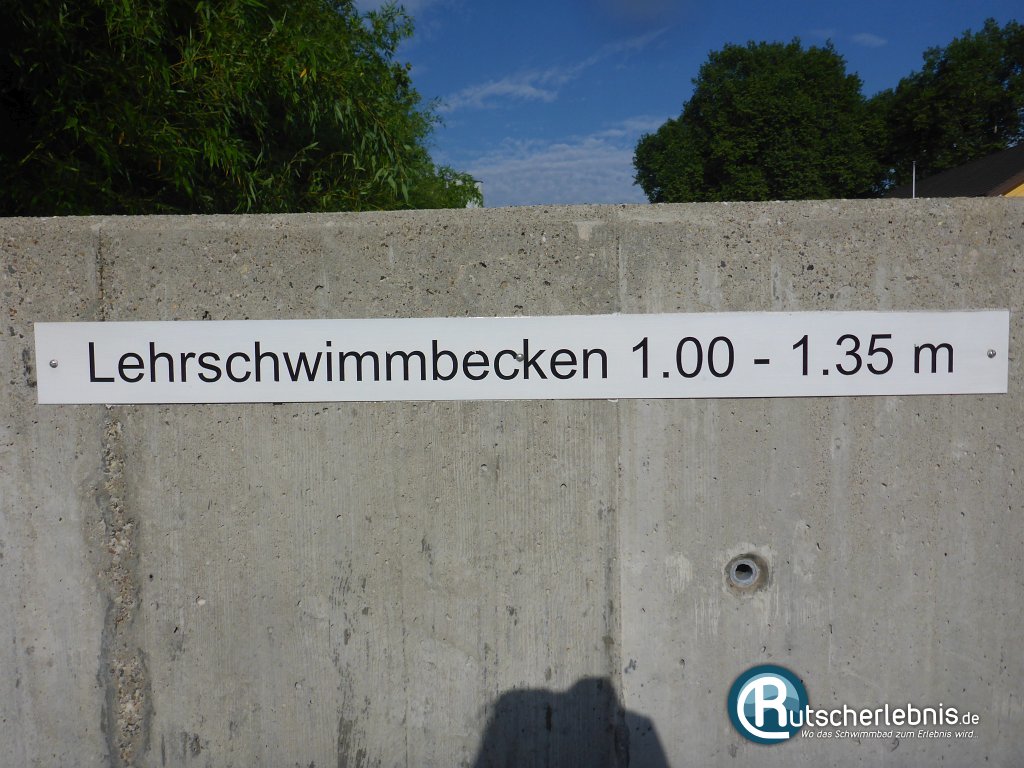 Lehrschwimmbecken 1.00 - 1.35 m
Rutscherlebnis.de
Wo das Schwimmbad zum Erlebnis wird..